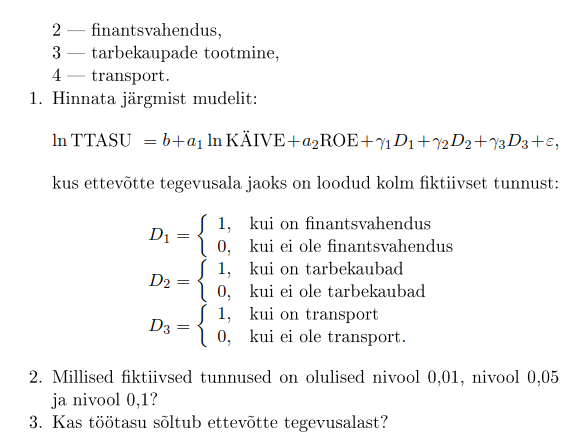 2 — finantsvahendus,
3 — tarbekaupade tootmine,
4 — transport.
1. Hinnata järgmist mudelit:
ln TTASU = b+a₁ ln KÄIVE+a₂ROE+γ₁D₁+γ₂D₂+γ₃D₃+ε,
kus ettevõtte tegevusala jaoks on loodud kolm fiktiivset tunnust:
D₁ = { 1, kui on finantsvahendus
0, kui ei ole finantsvahendus
D₂ = { 1, kui on tarbekaubad
0, kui ei ole tarbekaubad
D₃ = { 1, kui on transport
0, kui ei ole transport.
2. Millised fiktiivsed tunnused on olulised nivool 0,01, nivool 0,05
ja nivool 0,1?
3. Kas töötasu sõltub ettevõtte tegevusalast?